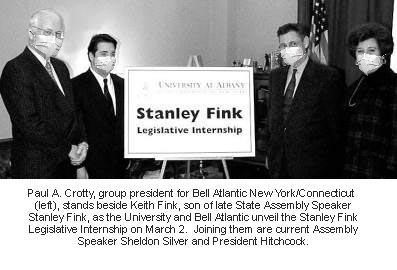 UNIVERSITY AT ALBANY
Stanley Fink
Legislative Internship
Paul A. Crotty, group president for Bell Atlantic New York/Connecticut
(left), stands beside Keith Fink, son of late State Assembly Speaker
Stanley Fink, as the University and Bell Atlantic unveil the Stanley Fink
Legislative Internship on March 2. Joining them are current Assembly
Speaker Sheldon Silver and President Hitchcock.